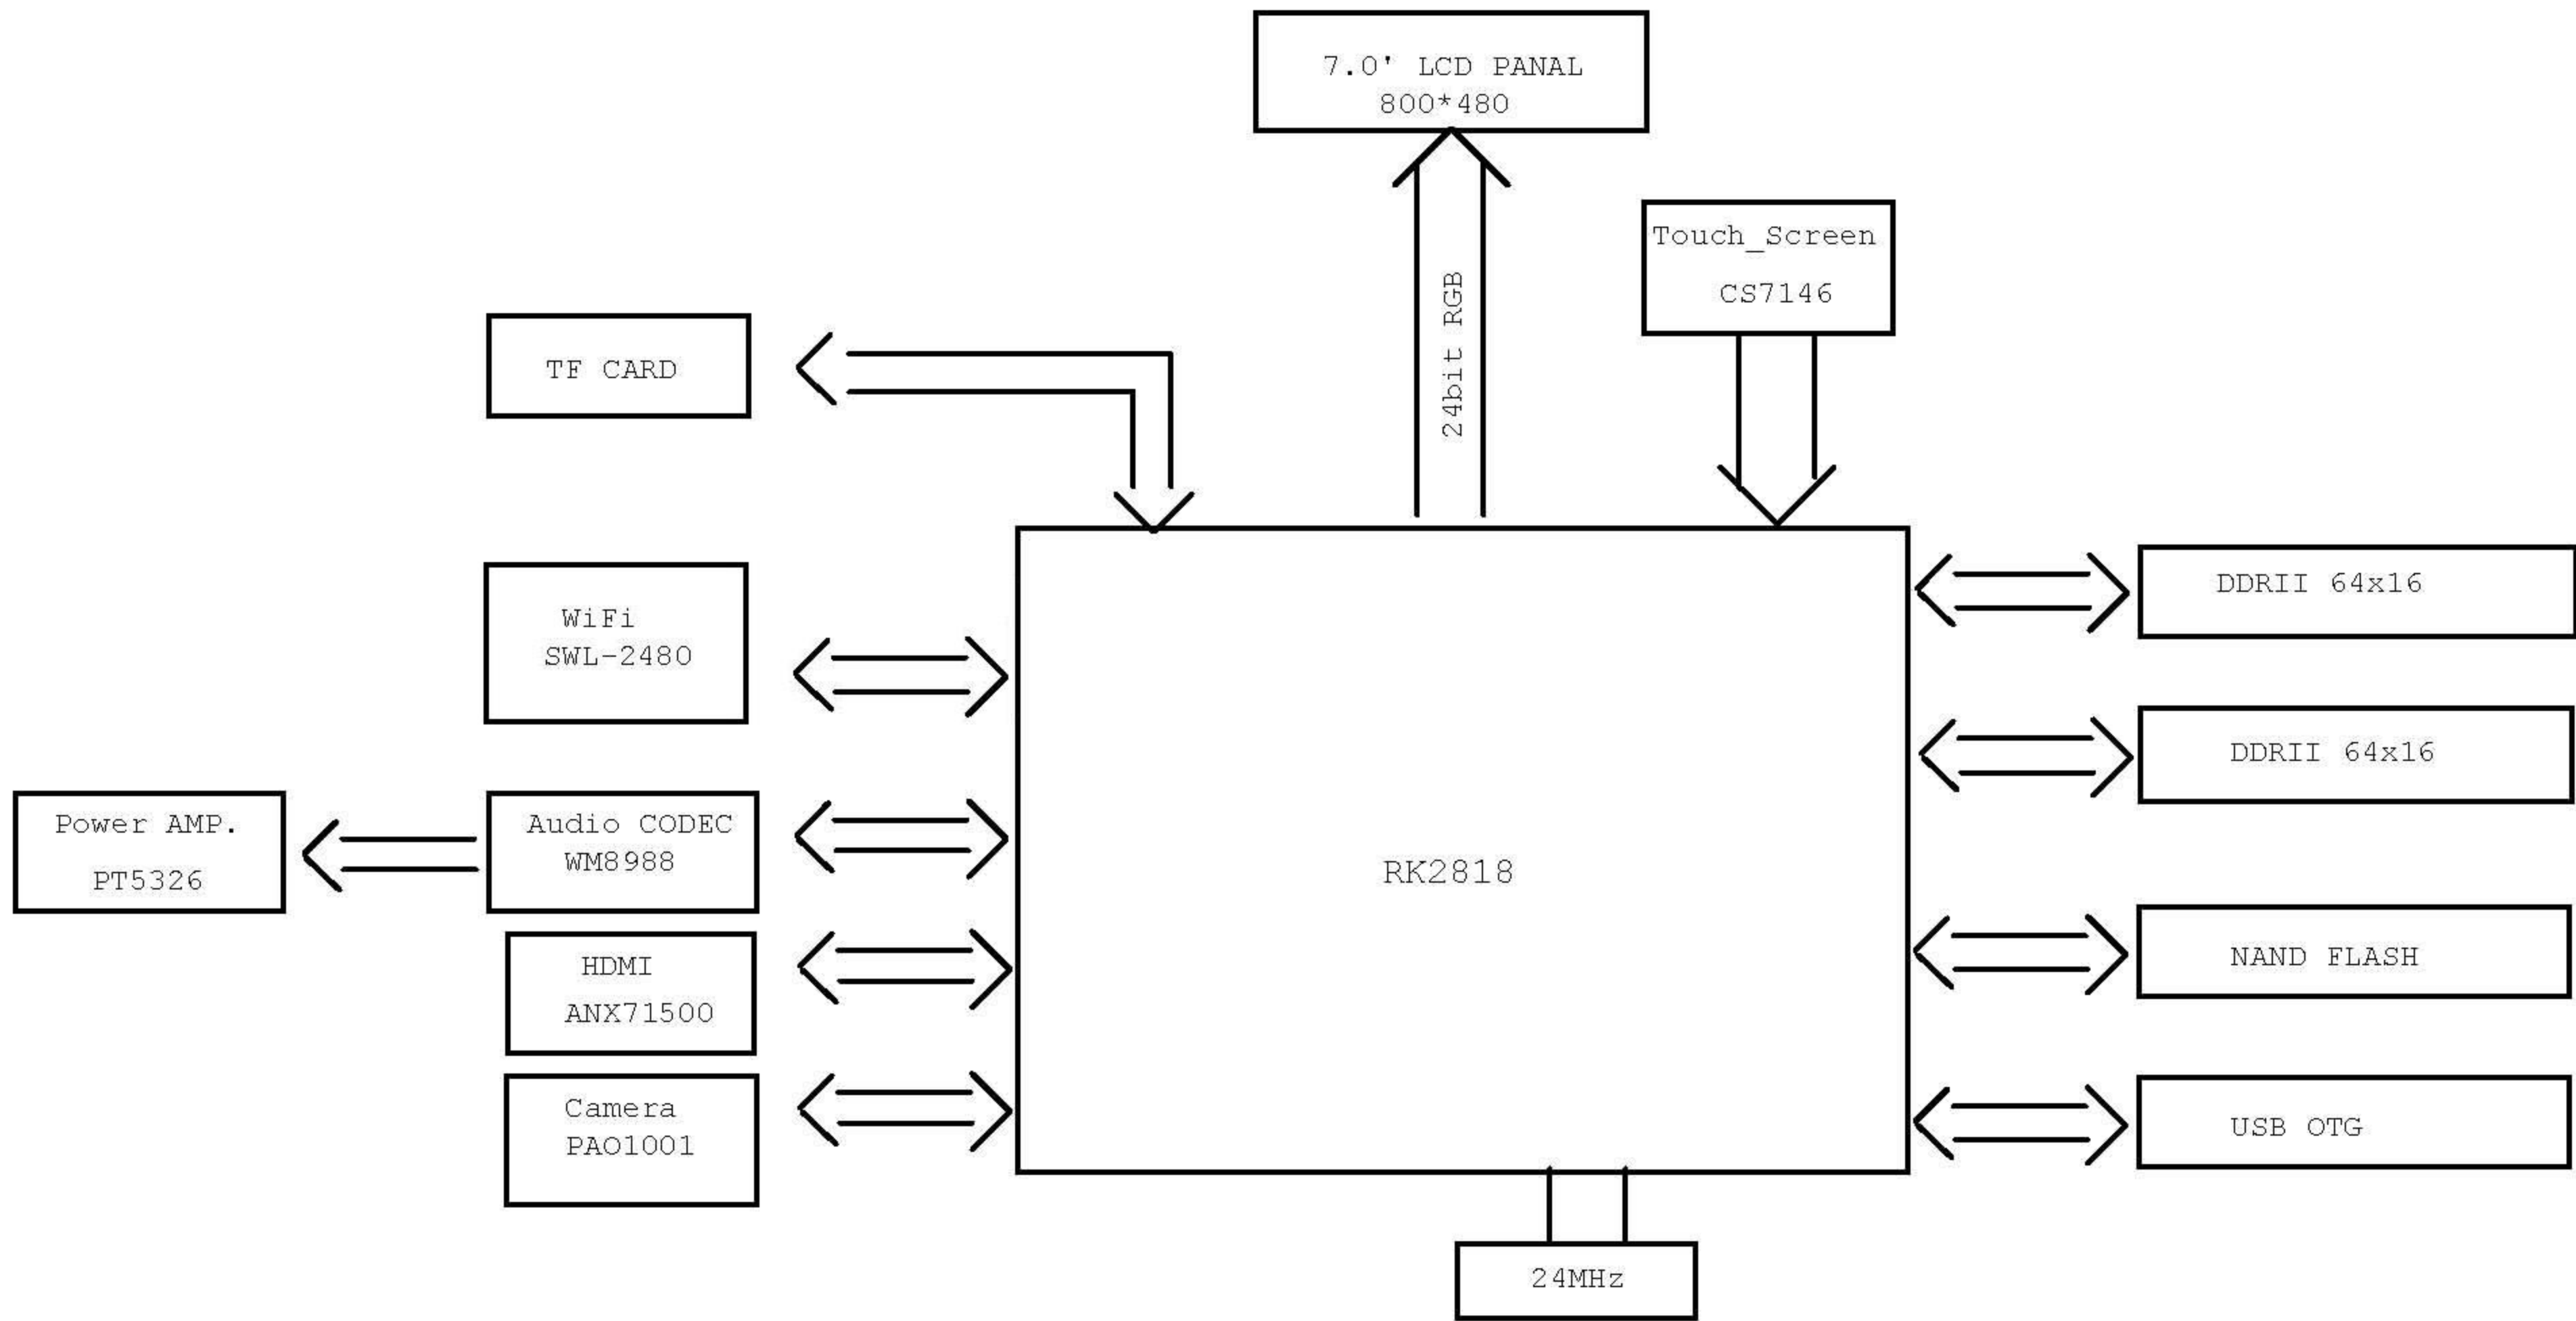 7.0' LCD PANAL
800*480
Touch_Screen
CS7146
24bit RGB
TF CARD
WiFi
SWL-2480
DDRII 64x16
DDRII 64x16
Power AMP.
PT5326
Audio CODEC
WM8988
RK2818
HDMI
ANX71500
NAND FLASH
Camera
PAO1001
USB OTG
24MHz